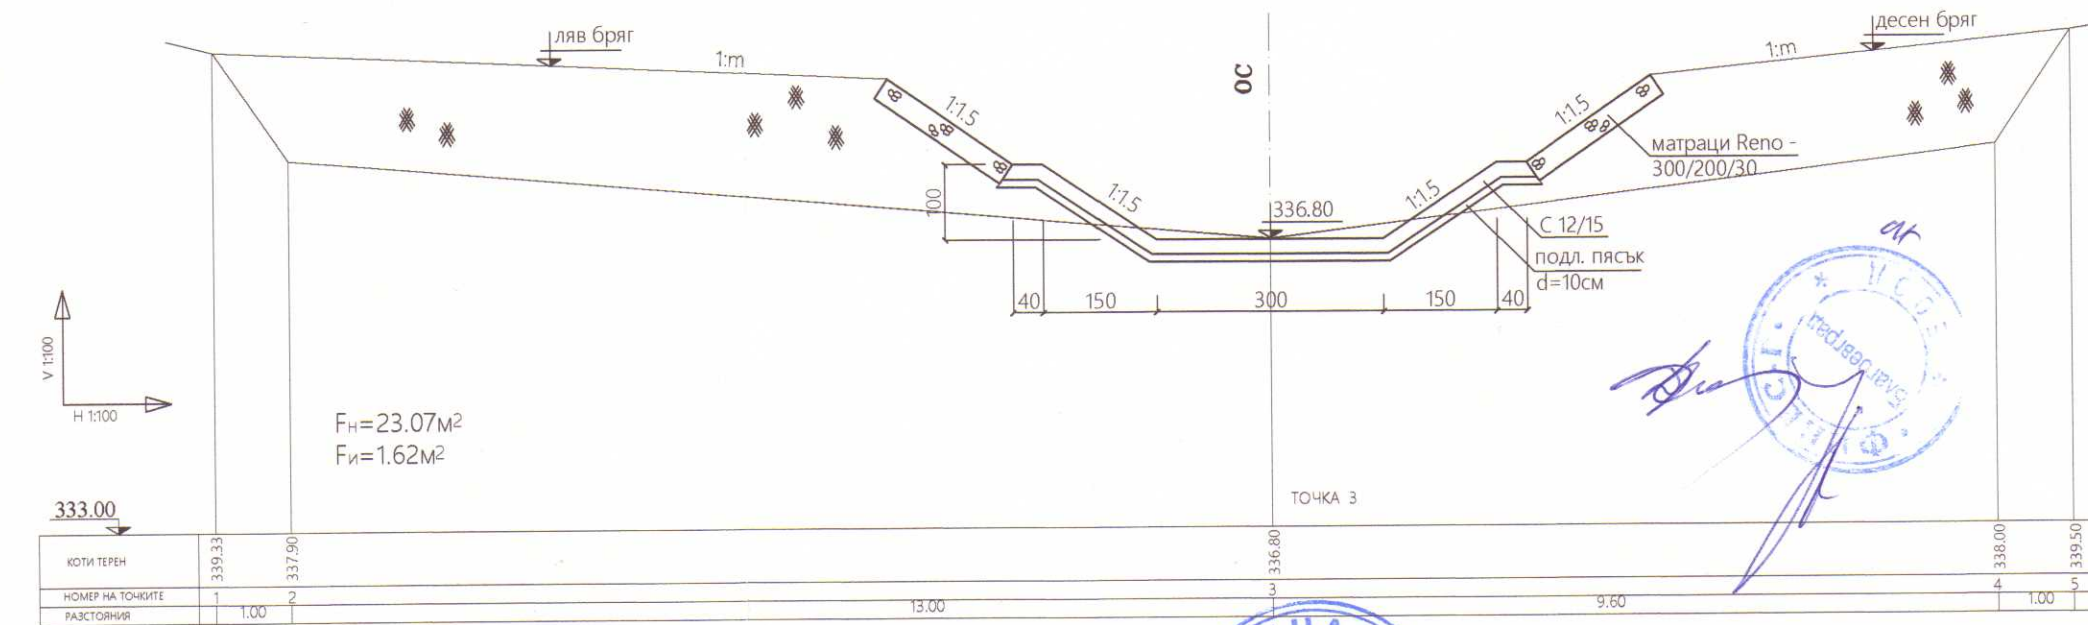 ляв бряг
десен бряг
1:m
1:m
ОС
1:1.5
1:1.5
матраци Reno -
300/200/30
100
1:1.5
1:1.5
336.80
С 12/15
подл. пясък
d=10см
40
150
300
150
40
V 1:100
H 1:100
Fн=23.07м²
Fи=1.62м²
Благоевград
ТОЧКА 3
333.00
КОТИ ТЕРЕН
339.33
337.90
336.80
338.00
339.50
НОМЕР НА ТОЧКИТЕ
1
2
3
4
5
РАЗСТОЯНИЯ
1.00
13.00
9.60
1.00